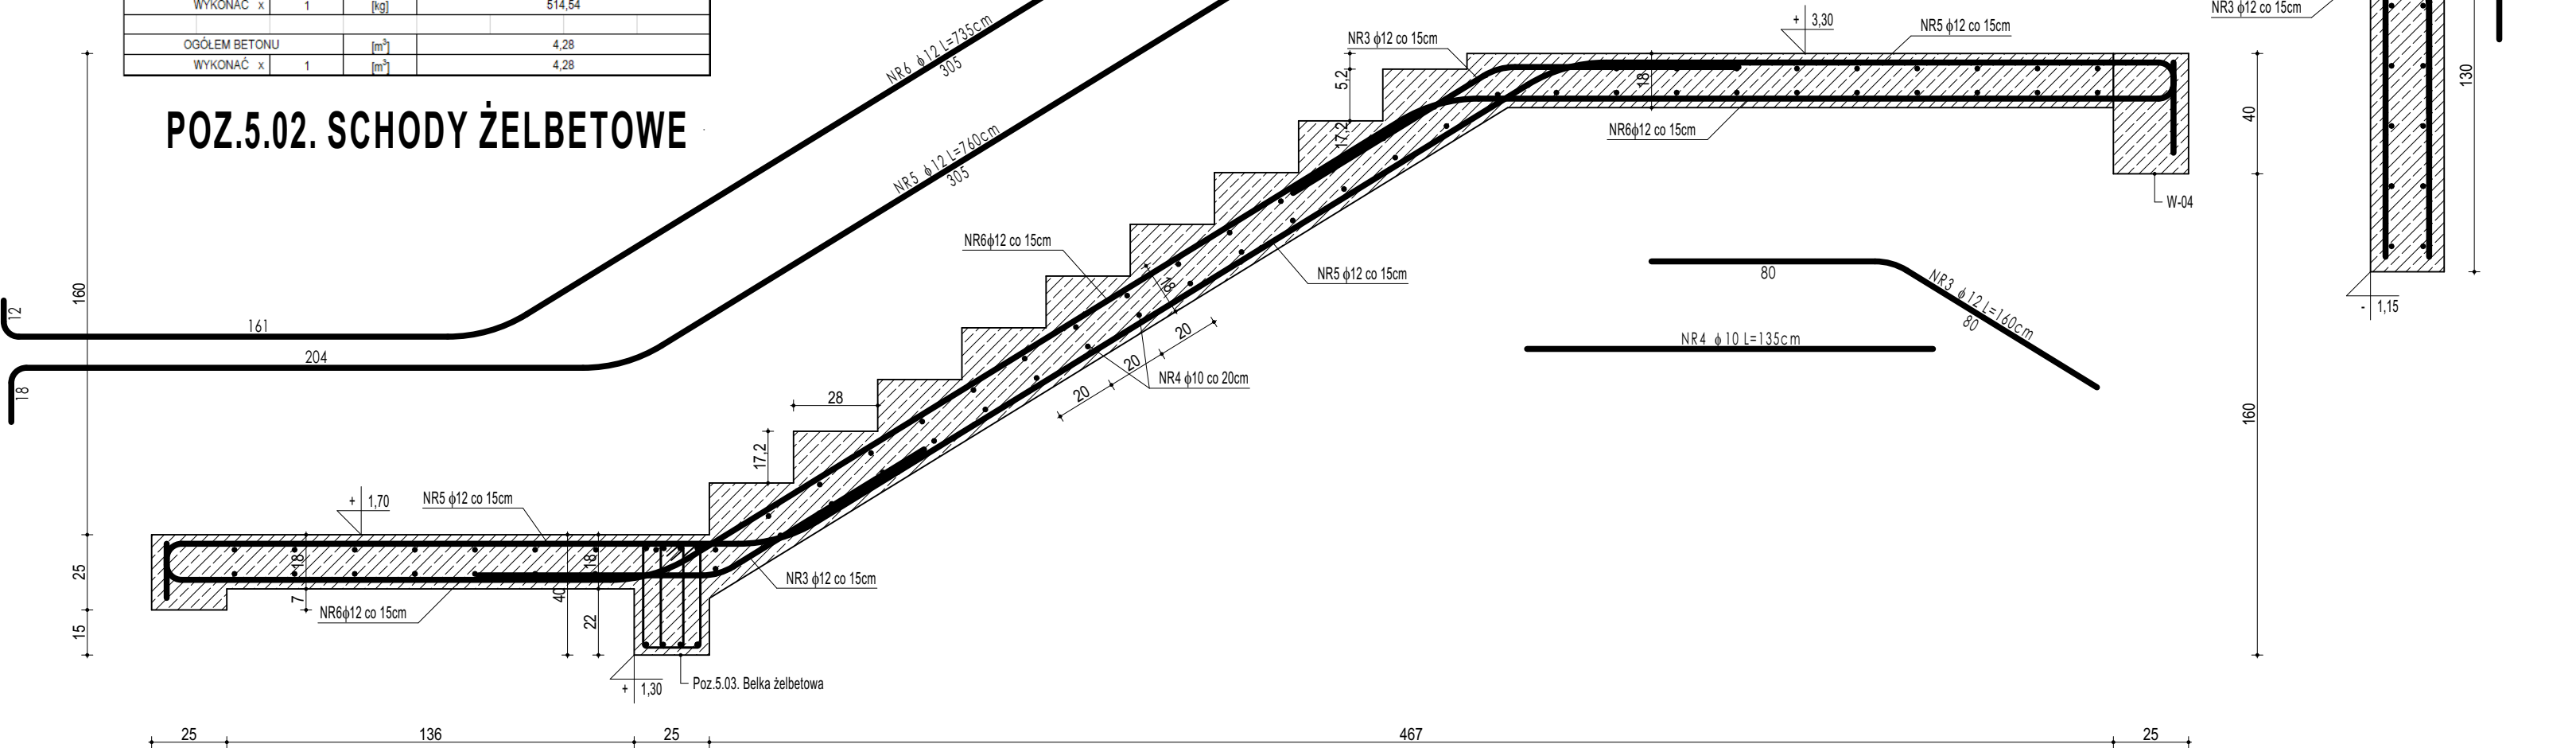 WYKONAĆ x 1 [kg] 514,54
OGÓŁEM BETONU [m³] 4,28
WYKONAĆ x 1 [m³] 4,28
POZ.5.02. SCHODY ŻELBETOWE
NR6 ϕ12 L=735cm
305
NR5 ϕ12 L=760cm
305
12
161
204
18
160
25
15
NR3 ϕ12 co 15cm
+ 3,30
NR5 ϕ12 co 15cm
5,2
17,2
18
NR6ϕ12 co 15cm
40
W-04
160
NR3 ϕ12 co 15cm
130
- 1,15
NR6ϕ12 co 15cm
18
NR5 ϕ12 co 15cm
20
20
20
NR4 ϕ10 co 20cm
80
NR3 ϕ12 L=160cm
80
NR4 ϕ10 L=135cm
28
17,2
+ 1,70
NR5 ϕ12 co 15cm
18
18
7
40
22
NR6ϕ12 co 15cm
NR3 ϕ12 co 15cm
+ 1,30
Poz.5.03. Belka żelbetowa
25
136
25
467
25